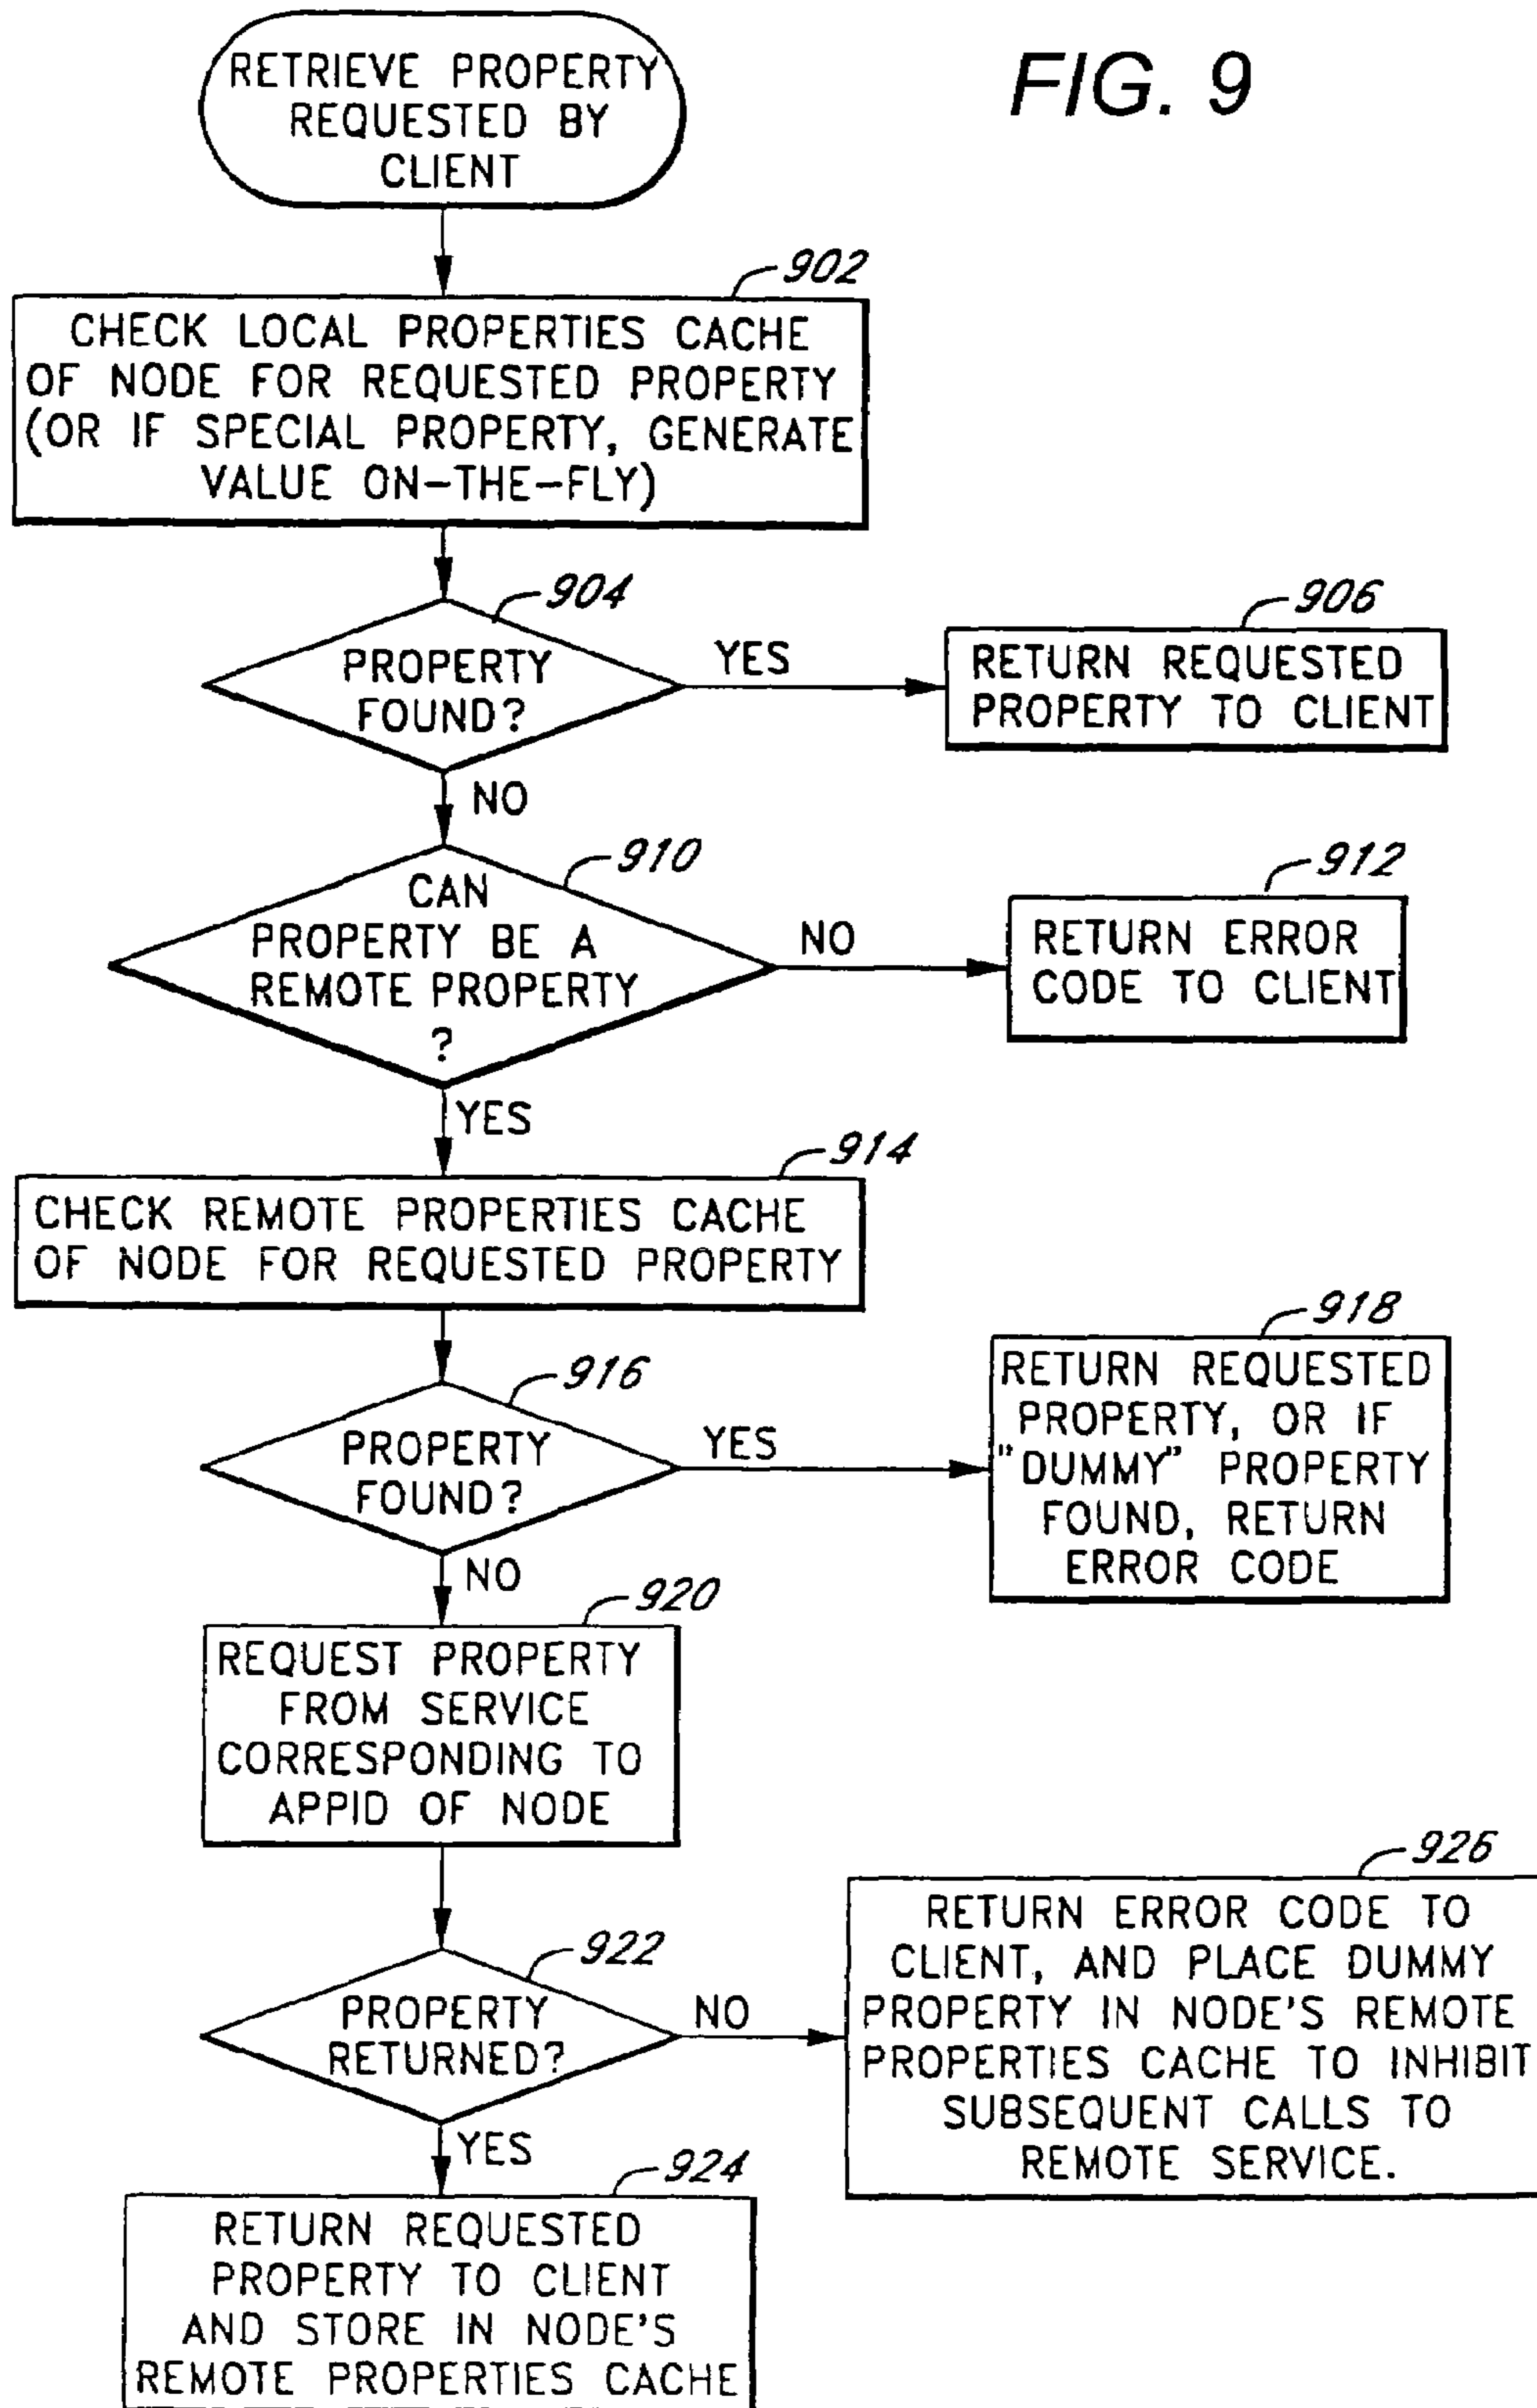 FIG. 9
RETRIEVE PROPERTY
REQUESTED BY
CLIENT
902
CHECK LOCAL PROPERTIES CACHE
OF NODE FOR REQUESTED PROPERTY
(OR IF SPECIAL PROPERTY, GENERATE
VALUE ON-THE-FLY)
904
PROPERTY
FOUND?
YES
906
RETURN REQUESTED
PROPERTY TO CLIENT
NO
910
CAN
PROPERTY BE A
REMOTE PROPERTY
?
NO
912
RETURN ERROR
CODE TO CLIENT
YES
914
CHECK REMOTE PROPERTIES CACHE
OF NODE FOR REQUESTED PROPERTY
916
PROPERTY
FOUND?
YES
918
RETURN REQUESTED
PROPERTY, OR IF
"DUMMY" PROPERTY
FOUND, RETURN
ERROR CODE
NO
920
REQUEST PROPERTY
FROM SERVICE
CORRESPONDING TO
APPID OF NODE
922
PROPERTY
RETURNED?
NO
926
RETURN ERROR CODE TO
CLIENT, AND PLACE DUMMY
PROPERTY IN NODE'S REMOTE
PROPERTIES CACHE TO INHIBIT
SUBSEQUENT CALLS TO
REMOTE SERVICE.
YES
924
RETURN REQUESTED
PROPERTY TO CLIENT
AND STORE IN NODE'S
REMOTE PROPERTIES CACHE